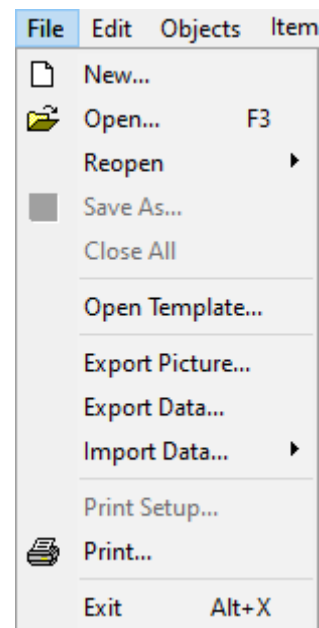 File Edit Objects Item
New...
Open... F3
Reopen
Save As...
Close All
Open Template...
Export Picture...
Export Data...
Import Data...
Print Setup...
Print...
Exit Alt+X